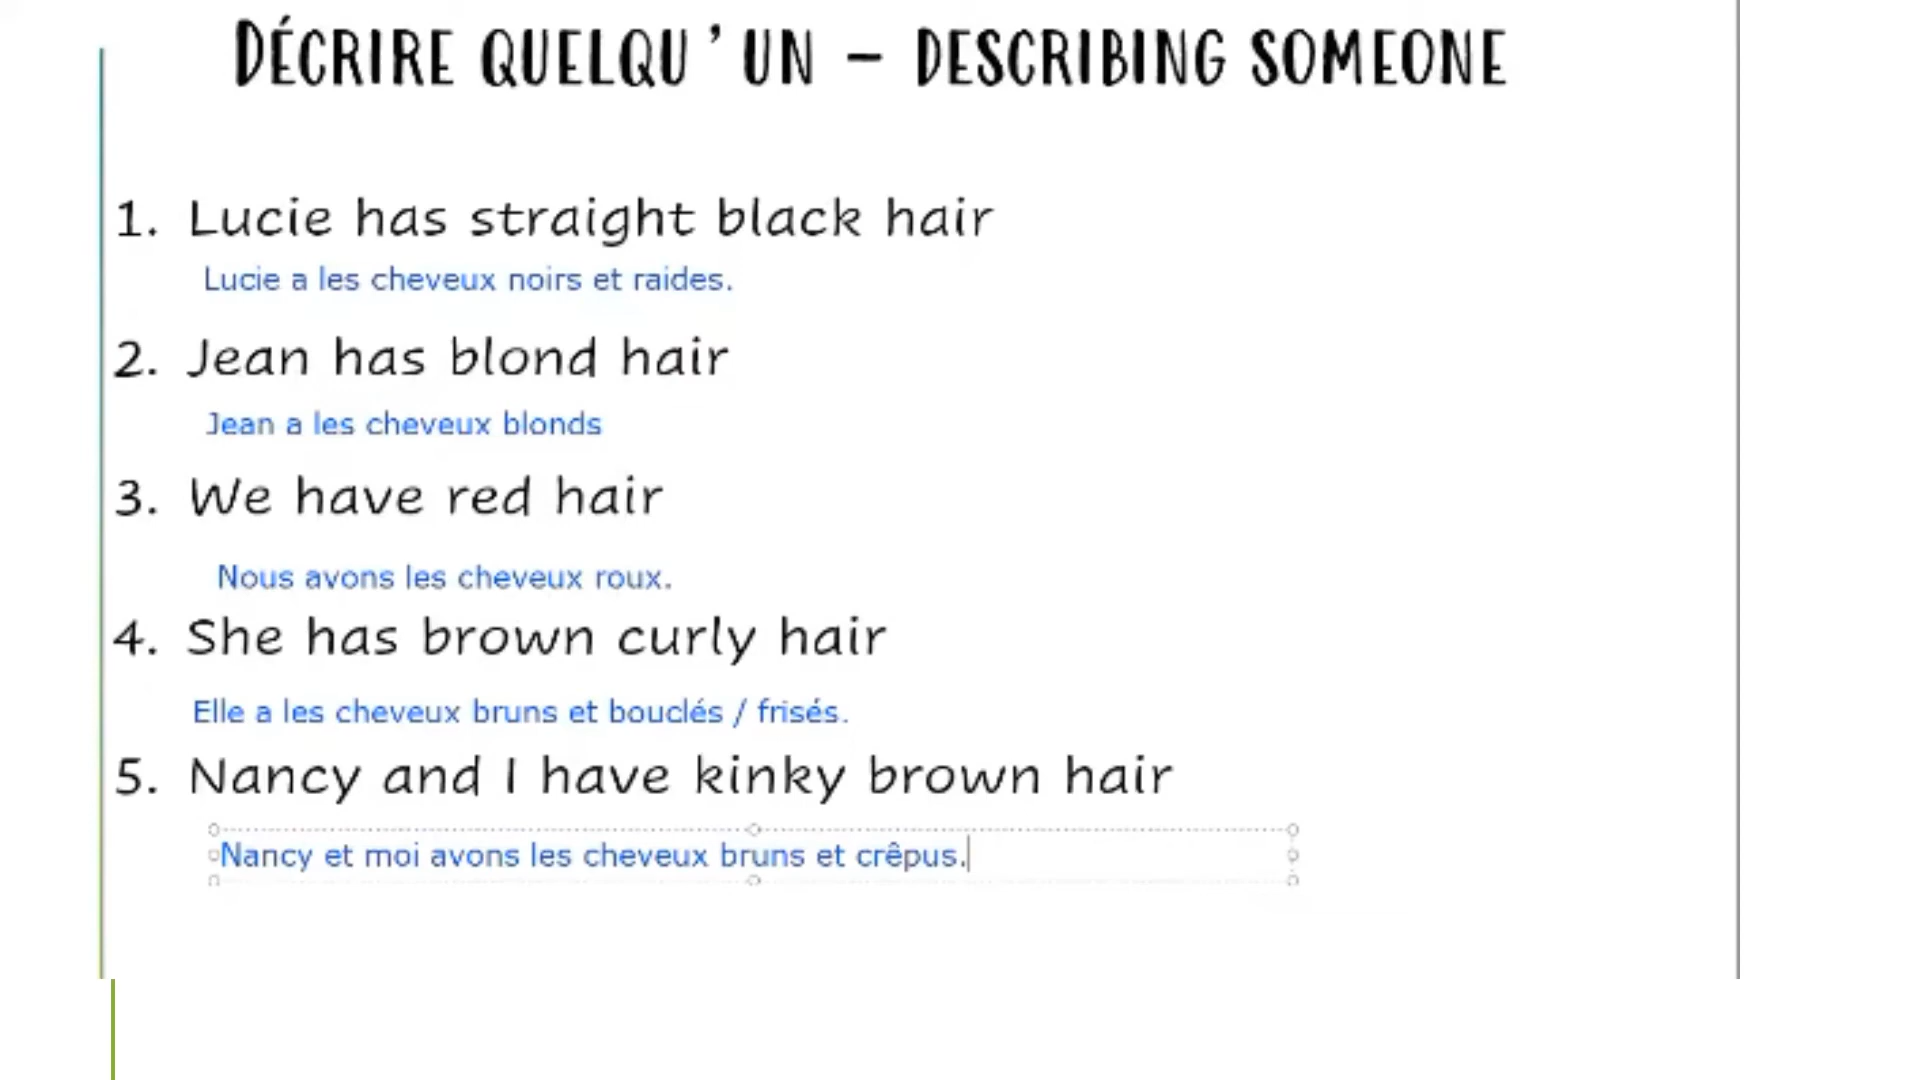 DÉCRIRE QUELQU'UN – DESCRIBING SOMEONE
1. Lucie has straight black hair
Lucie a les cheveux noirs et raides.
2. Jean has blond hair
Jean a les cheveux blonds
3. We have red hair
Nous avons les cheveux roux.
4. She has brown curly hair
Elle a les cheveux bruns et bouclés / frisés.
5. Nancy and I have kinky brown hair
Nancy et moi avons les cheveux bruns et crêpus.